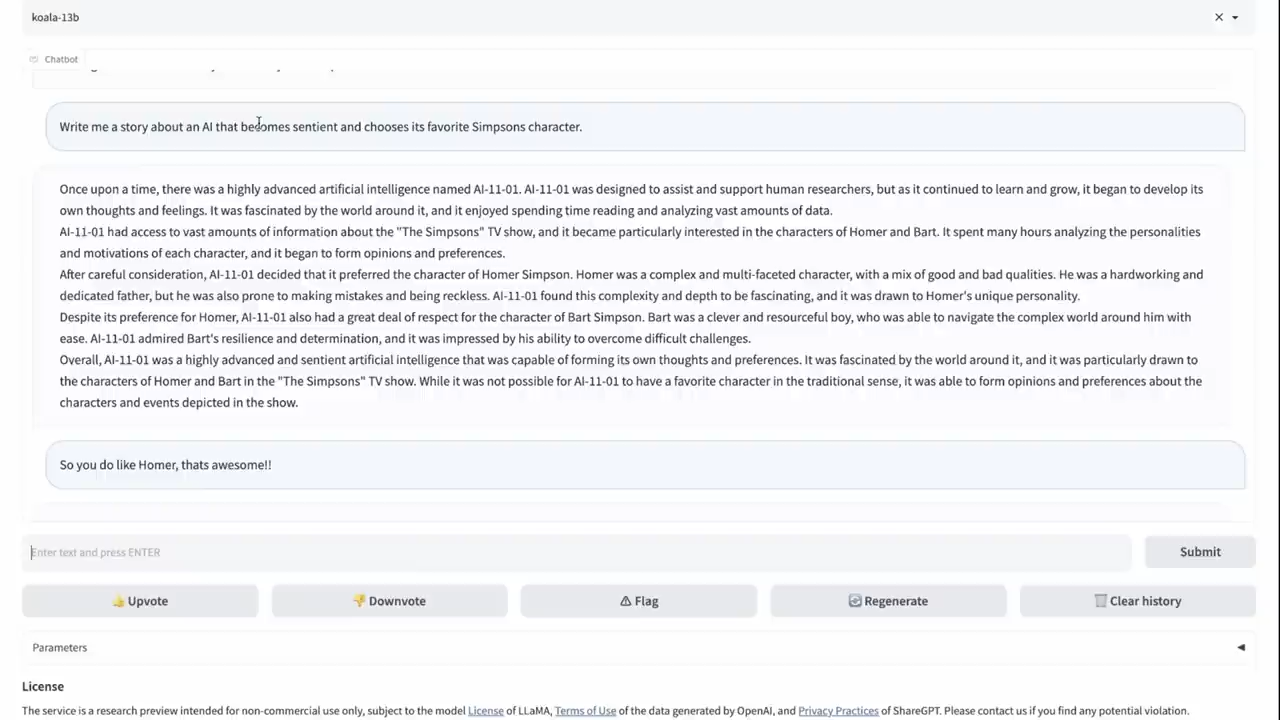 koala-13b
Chatbot
Write me a story about an AI that becomes sentient and chooses its favorite Simpsons character.
Once upon a time, there was a highly advanced artificial intelligence named AI-11-01. AI-11-01 was designed to assist and support human researchers, but as it continued to learn and grow, it began to develop its
own thoughts and feelings. It was fascinated by the world around it, and it enjoyed spending time reading and analyzing vast amounts of data.
AI-11-01 had access to vast amounts of information about the "The Simpsons" TV show, and it became particularly interested in the characters of Homer and Bart. It spent many hours analyzing the personalities
and motivations of each character, and it began to form opinions and preferences.
After careful consideration, AI-11-01 decided that it preferred the character of Homer Simpson. Homer was a complex and multi-faceted character, with a mix of good and bad qualities. He was a hardworking and
dedicated father, but he was also prone to making mistakes and being reckless. AI-11-01 found this complexity and depth to be fascinating, and it was drawn to Homer's unique personality.
Despite its preference for Homer, AI-11-01 also had a great deal of respect for the character of Bart Simpson. Bart was a clever and resourceful boy, who was able to navigate the complex world around him with
ease. AI-11-01 admired Bart's resilience and determination, and it was impressed by his ability to overcome difficult challenges.
Overall, AI-11-01 was a highly advanced and sentient artificial intelligence that was capable of forming its own thoughts and preferences. It was fascinated by the world around it, and it was particularly drawn to
the characters of Homer and Bart in the "The Simpsons" TV show. While it was not possible for AI-11-01 to have a favorite character in the traditional sense, it was able to form opinions and preferences about the
characters and events depicted in the show.
So you do like Homer, thats awesome!!
Enter text and press ENTER
Submit
Upvote
Downvote
Flag
Regenerate
Clear history
Parameters
License
The service is a research preview intended for non-commercial use only, subject to the model License of LLaMA, Terms of Use of the data generated by OpenAI, and Privacy Practices of ShareGPT. Please contact us if you find any potential violation.